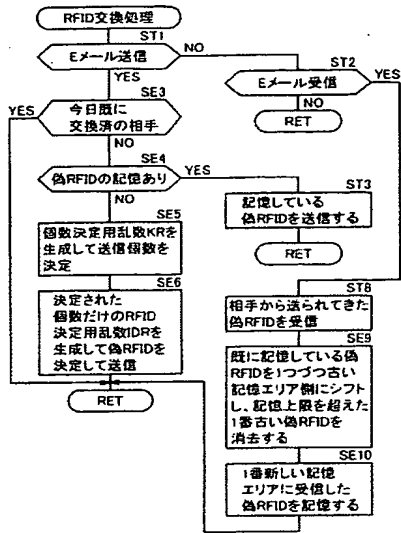 RFID交換処理
ST1
Eメール送信
NO
YES
ST2
Eメール受信
YES
NO
RET
SE3
今日既に
交換済の相手
YES
NO
SE4
偽RFIDの記憶あり
YES
NO
ST3
記憶している
偽RFIDを送信する
RET
SE5
個数決定用乱数KRを
生成して送信個数を
決定
SE6
決定された
個数だけのRFID
決定用乱数IDRを
生成して偽RFIDを
決定して送信
RET
ST8
相手から送られてきた
偽RFIDを受信
SE9
既に記憶している偽
RFIDを1つづつ古い
記憶エリア側にシフト
し、記憶上限を超えた
1番古い偽RFIDを
消去する
SE10
1番新しい記憶
エリアに受信した
偽RFIDを記憶する